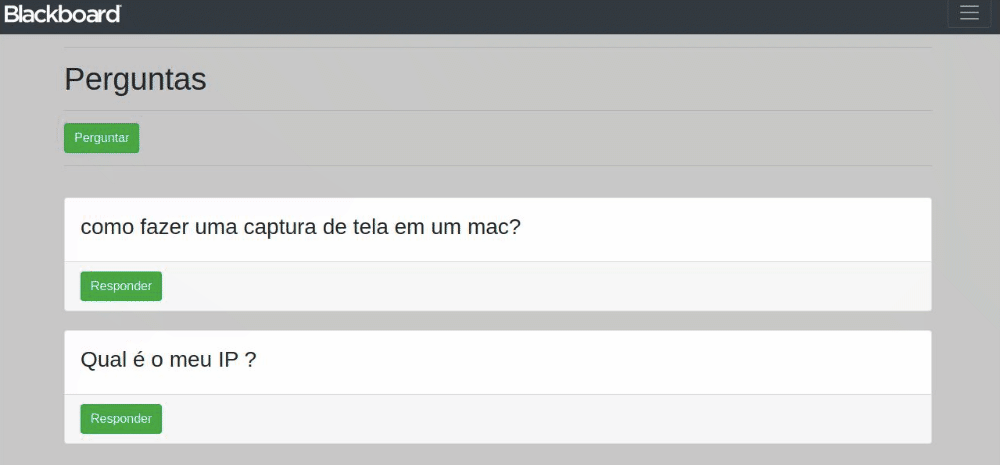 Blackboard
Perguntas
Perguntar
como fazer uma captura de tela em um mac?
Responder
Qual é o meu IP ?
Responder